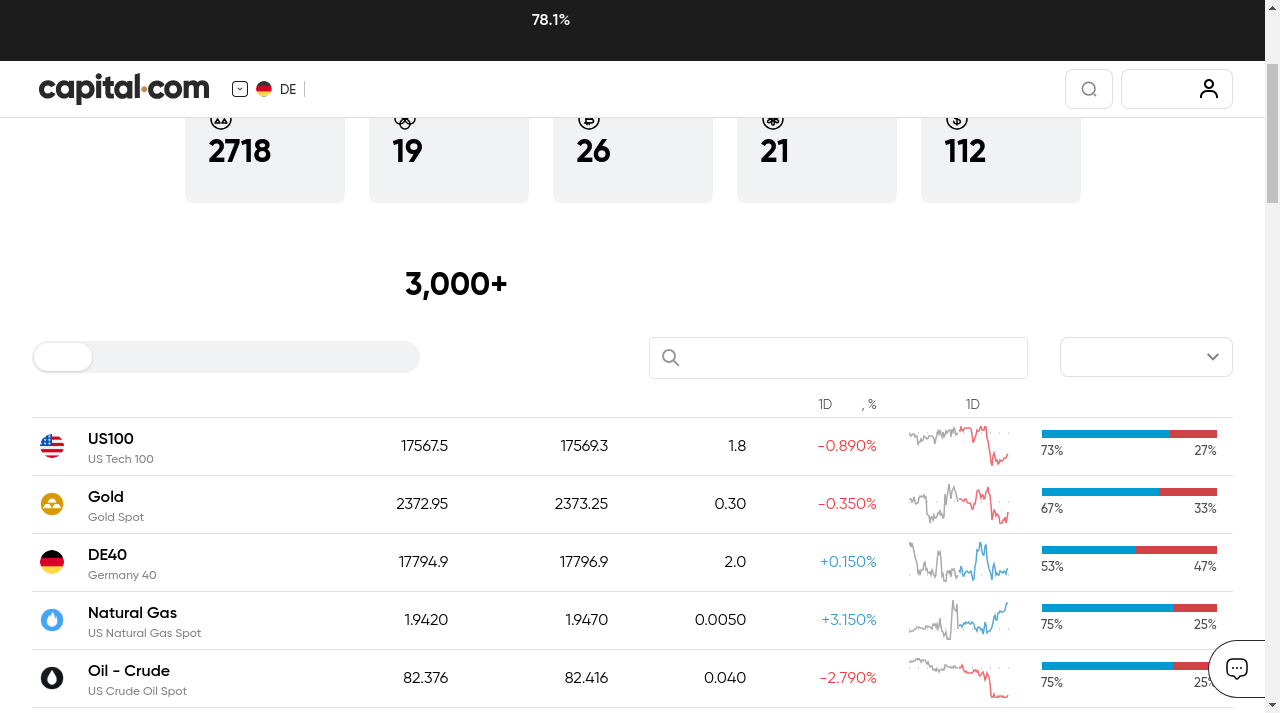 78.1%
capital.com
DE
2718
19
26
21
112
3,000+
1D , % 1D
US100
US Tech 100
17567.5 17569.3 1.8 -0.890%
73% 27%
Gold
Gold Spot
2372.95 2373.25 0.30 -0.350%
67% 33%
DE40
Germany 40
17794.9 17796.9 2.0 +0.150%
53% 47%
Natural Gas
US Natural Gas Spot
1.9420 1.9470 0.0050 +3.150%
75% 25%
Oil - Crude
US Crude Oil Spot
82.376 82.416 0.040 -2.790%
75% 25%